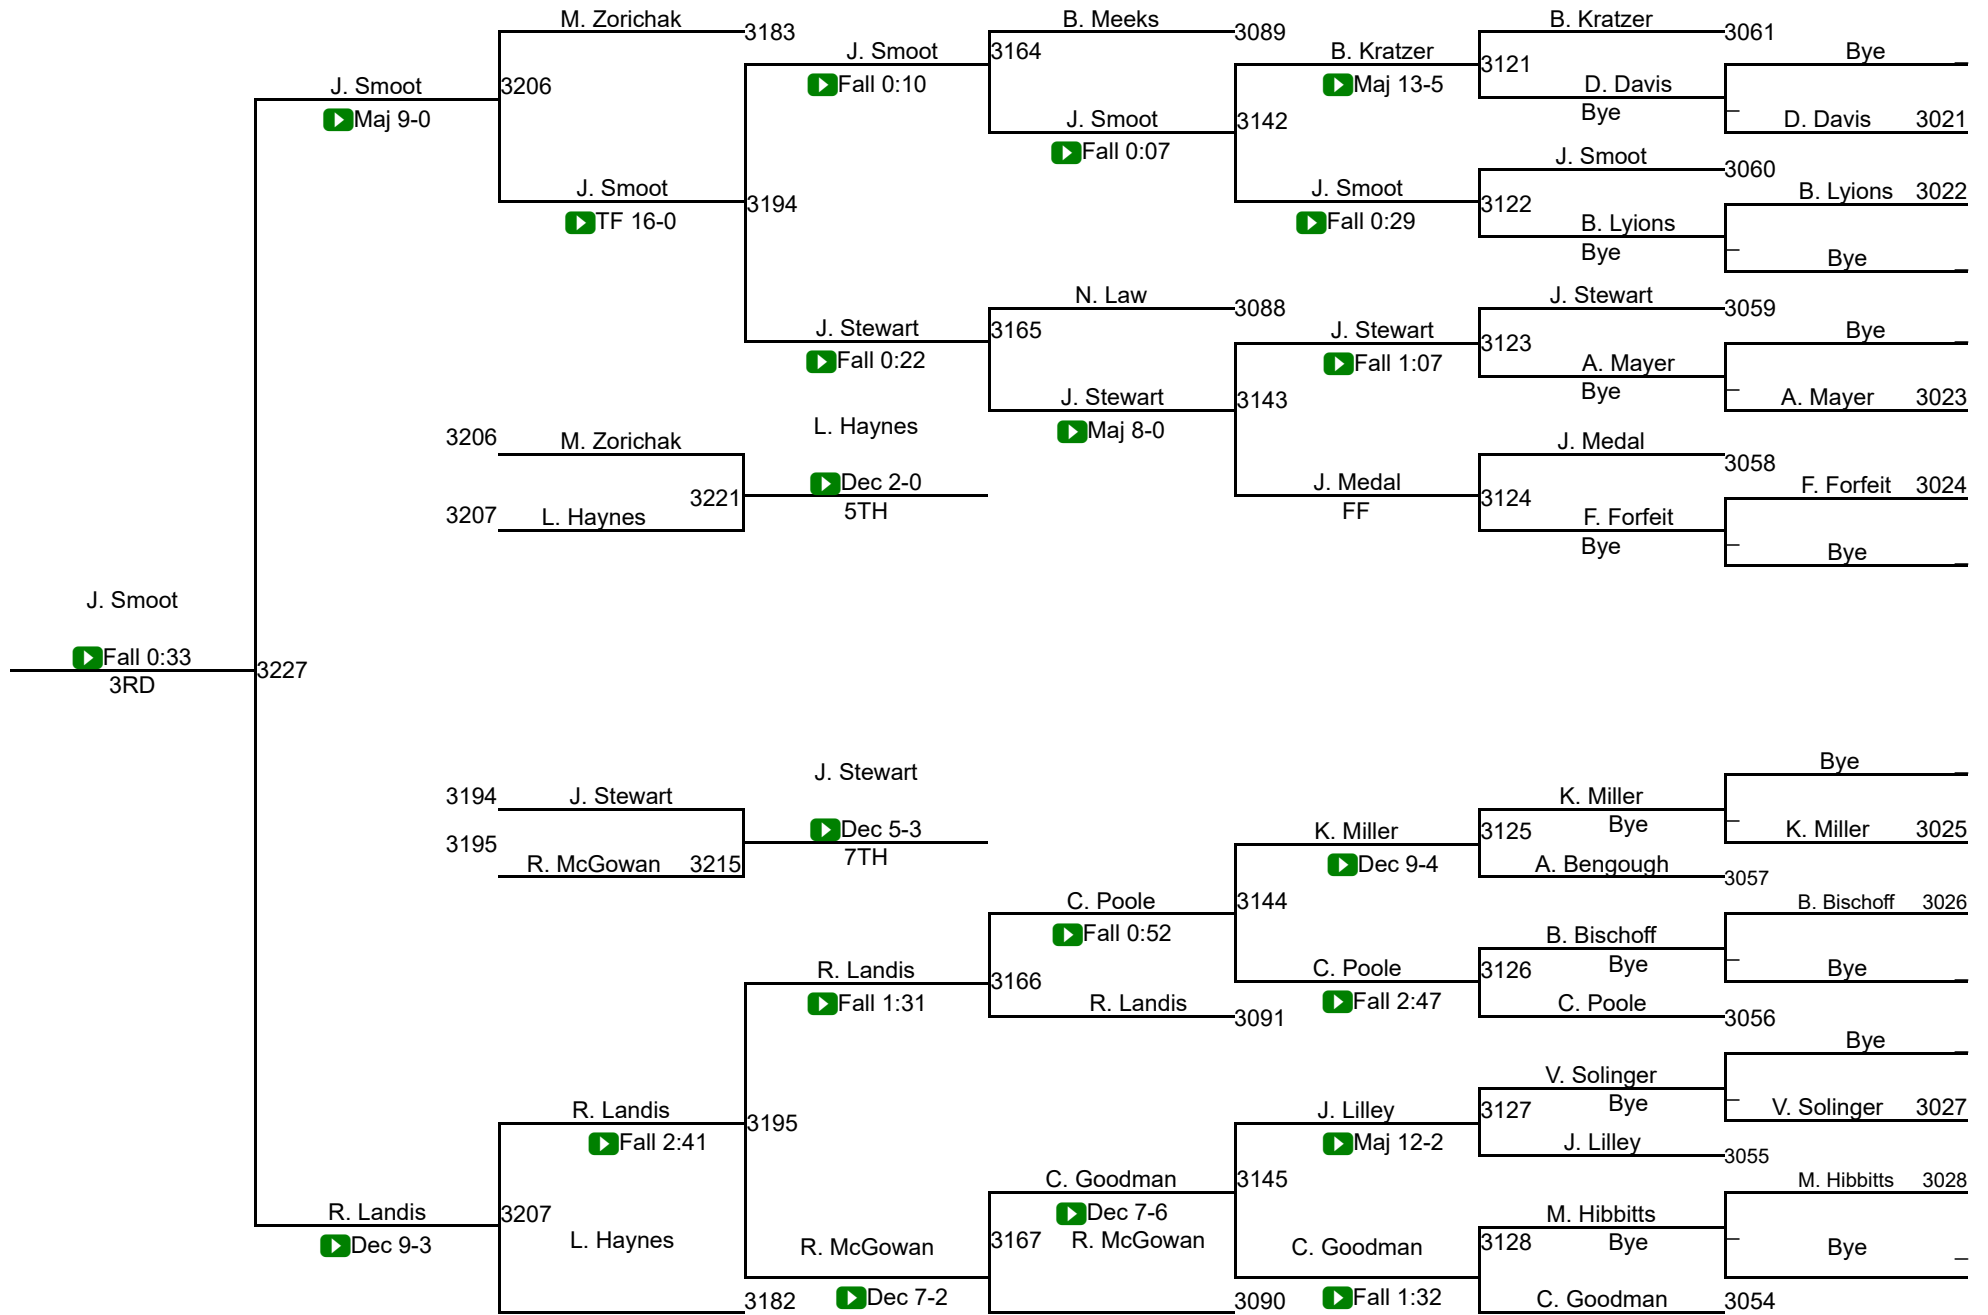 M. Zorichak
3183
B. Meeks
3089
B. Kratzer
3061
Bye
J. Smoot
Fall 0:10
3164
B. Kratzer
Maj 13-5
3121
D. Davis
Bye
D. Davis 3021
J. Smoot
Maj 9-0
3206
J. Smoot
Fall 0:07
3142
J. Smoot
3060
B. Lyions 3022
J. Smoot
TF 16-0
3194
J. Smoot
Fall 0:29
3122
B. Lyions
Bye
Bye
N. Law
3088
J. Stewart
3059
Bye
J. Stewart
Fall 0:22
3165
J. Stewart
Fall 1:07
3123
A. Mayer
Bye
A. Mayer 3023
J. Stewart
Maj 8-0
3143
3206
M. Zorichak
L. Haynes
J. Medal
3058
F. Forfeit 3024
3221
Dec 2-0
5TH
J. Medal
FF
3124
3207
L. Haynes
F. Forfeit
Bye
Bye
J. Smoot
Fall 0:33
3RD
3227
J. Stewart
Bye
3194
J. Stewart
K. Miller
Bye
3195
R. McGowan 3215
Dec 5-3
7TH
K. Miller
Dec 9-4
3125
K. Miller 3025
A. Bengough
3057
C. Poole
Fall 0:52
3144
B. Bischoff 3026
B. Bischoff
Bye
R. Landis
Fall 1:31
3166
C. Poole
Fall 2:47
3126
Bye
R. Landis
3091
C. Poole
3056
Bye
V. Solinger
Bye
R. Landis
Fall 2:41
3195
J. Lilley
Maj 12-2
3127
V. Solinger 3027
J. Lilley
3055
C. Goodman
Dec 7-6
3145
M. Hibbitts 3028
R. Landis
Dec 9-3
3207
M. Hibbitts
Bye
L. Haynes
R. McGowan
3167
R. McGowan
C. Goodman
3128
Bye
3182
Dec 7-2
3090
Fall 1:32
C. Goodman
3054